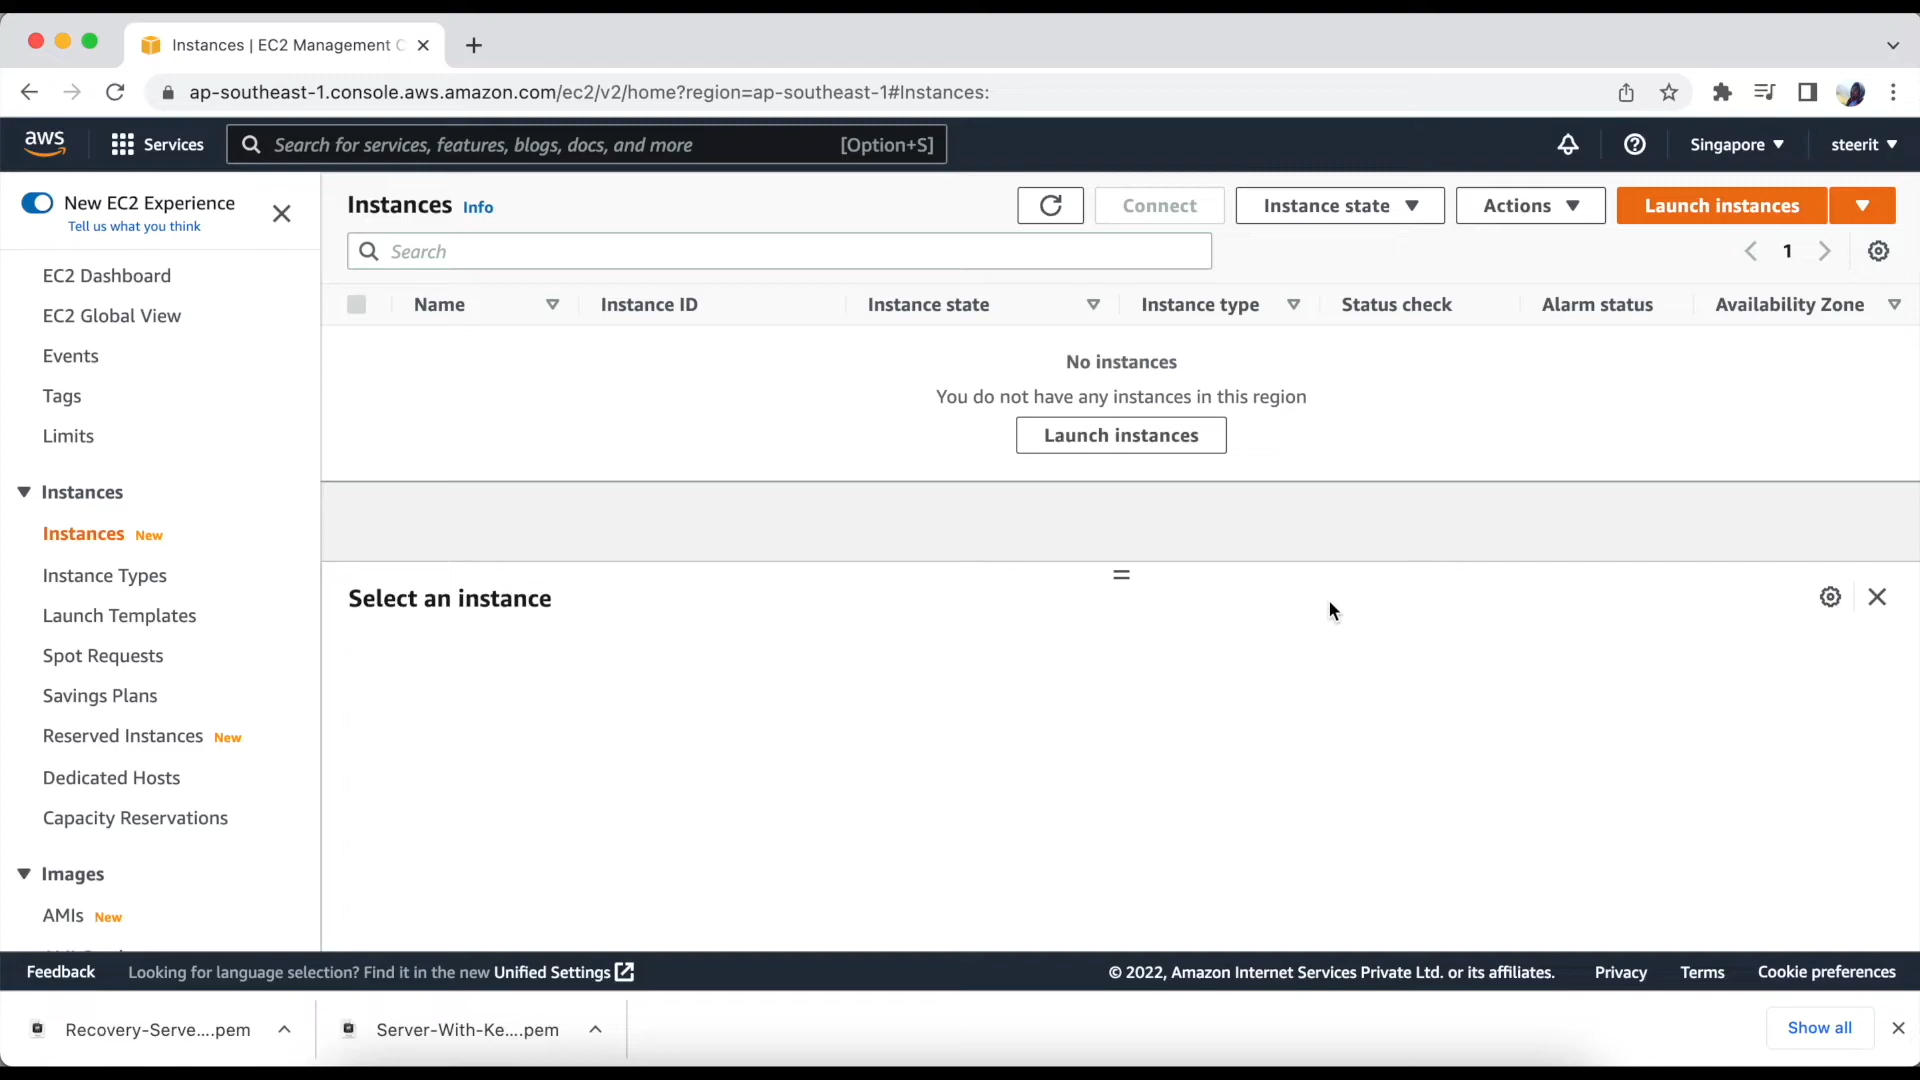 Instances | EC2 Management C
ap-southeast-1.console.aws.amazon.com/ec2/v2/home?region=ap-southeast-1#Instances:
aws
Services
Search for services, features, blogs, docs, and more
[Option+S]
Singapore
steerit
New EC2 Experience
Tell us what you think
EC2 Dashboard
EC2 Global View
Events
Tags
Limits
Instances
Instances New
Instance Types
Launch Templates
Spot Requests
Savings Plans
Reserved Instances New
Dedicated Hosts
Capacity Reservations
Images
AMIs New
Instances Info
Connect
Instance state
Actions
Launch instances
Search
1
Name
Instance ID
Instance state
Instance type
Status check
Alarm status
Availability Zone
No instances
You do not have any instances in this region
Launch instances
Select an instance
Feedback
Looking for language selection? Find it in the new Unified Settings
© 2022, Amazon Internet Services Private Ltd. or its affiliates.
Privacy
Terms
Cookie preferences
Recovery-Serve....pem
Server-With-Ke....pem
Show all